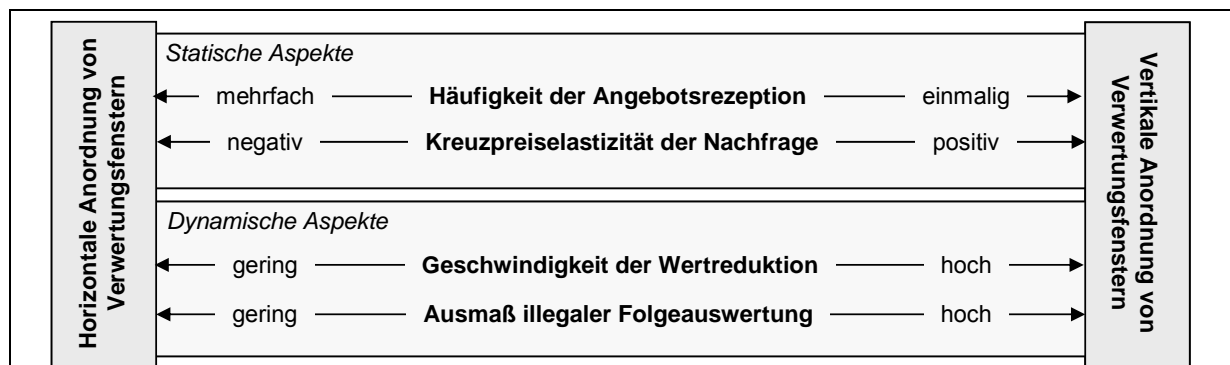 Horizontale Anordnung von
Verwertungsfenstern
Statische Aspekte
mehrfach Häufigkeit der Angebotsrezeption einmalig
negativ Kreuzpreiselastizität der Nachfrage positiv
Dynamische Aspekte
gering Geschwindigkeit der Wertreduktion hoch
gering Ausmaß illegaler Folgeauswertung hoch
Vertikale Anordnung von
Verwertungsfenstern